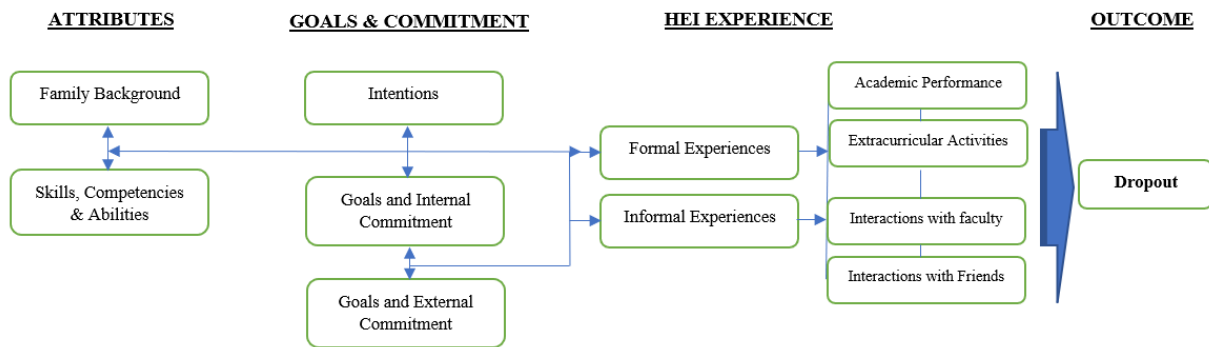 ATTRIBUTES
GOALS & COMMITMENT
HEI EXPERIENCE
OUTCOME
Family Background
Skills, Competencies
& Abilities
Intentions
Goals and Internal
Commitment
Goals and External
Commitment
Formal Experiences
Informal Experiences
Academic Performance
Extracurricular Activities
Interactions with faculty
Interactions with Friends
Dropout